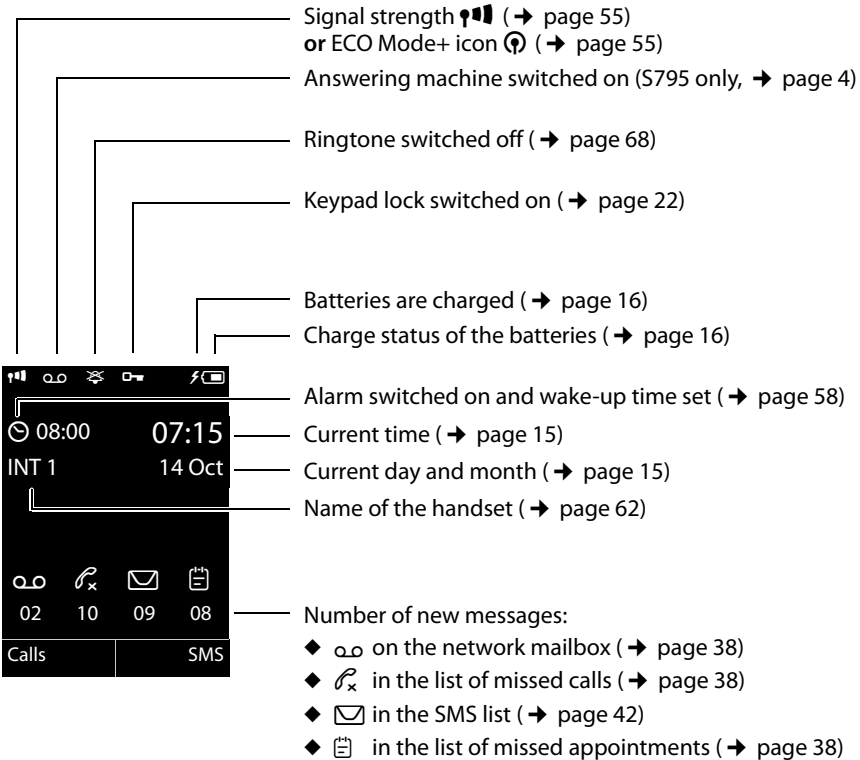 Signal strength (➔ page 55)
or ECO Mode+ icon (➔ page 55)
Answering machine switched on (S795 only, ➔ page 4)
Ringtone switched off (➔ page 68)
Keypad lock switched on (➔ page 22)
Batteries are charged (➔ page 16)
Charge status of the batteries (➔ page 16)
Alarm switched on and wake-up time set (➔ page 58)
08:00 07:15
Current time (➔ page 15)
INT 1 14 Oct
Current day and month (➔ page 15)
Name of the handset (➔ page 62)
02 10 09 08
Calls SMS
Number of new messages:
◆ on the network mailbox (➔ page 38)
◆ in the list of missed calls (➔ page 38)
◆ in the SMS list (➔ page 42)
◆ in the list of missed appointments (➔ page 38)